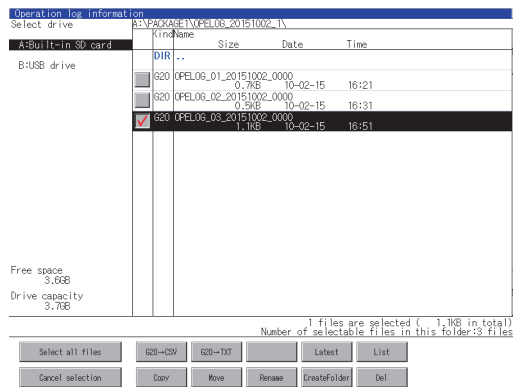 Operation log information
Select drive
A:\PACKAGE1\OPELOG_20151002_1\
Kind Name
Size Date Time
A:Built-in SD card
DIR ..
B:USB drive
G20 OPELOG_01_20151002_0000
0.7KB 10-02-15 16:21
G20 OPELOG_02_20151002_0000
0.5KB 10-02-15 16:31
G20 OPELOG_03_20151002_0000
1.1KB 10-02-15 16:51
Free space
3.6GB
Drive capacity
3.7GB
1 files are selected ( 1.1KB in total)
Number of selectable files in this folder:3 files
Select all files G20→CSV G20→TXT Latest List
Cancel selection Copy Move Rename CreateFolder Del